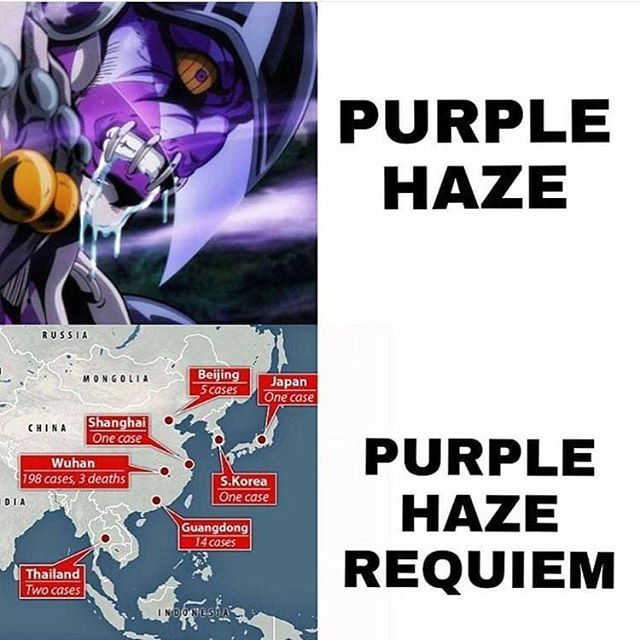 PURPLE
HAZE
RUSSIA
MONGOLIA
Beijing
5 cases
Japan
One case
CHINA
Shanghai
One case
Wuhan
198 cases, 3 deaths
S.Korea
One case
DIA
Guangdong
14 cases
Thailand
Two cases
INDONESIA
PURPLE
HAZE
REQUIEM